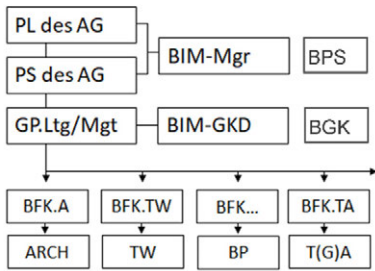 PL des AG
BIM-Mgr BPS
PS des AG
GP.Ltg/Mgt BIM-GKD BGK
BFK.A BFK.TW BFK... BFK.TA
ARCH TW BP T(G)A